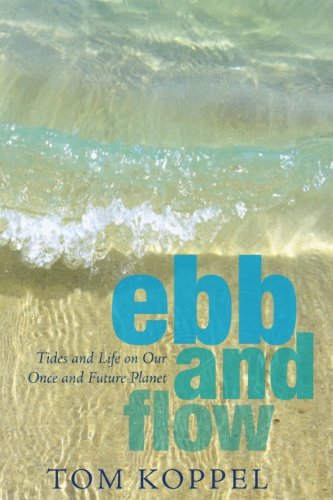 ebb
and
flow
Tides and Life on Our
Once and Future Planet
TOM KOPPEL